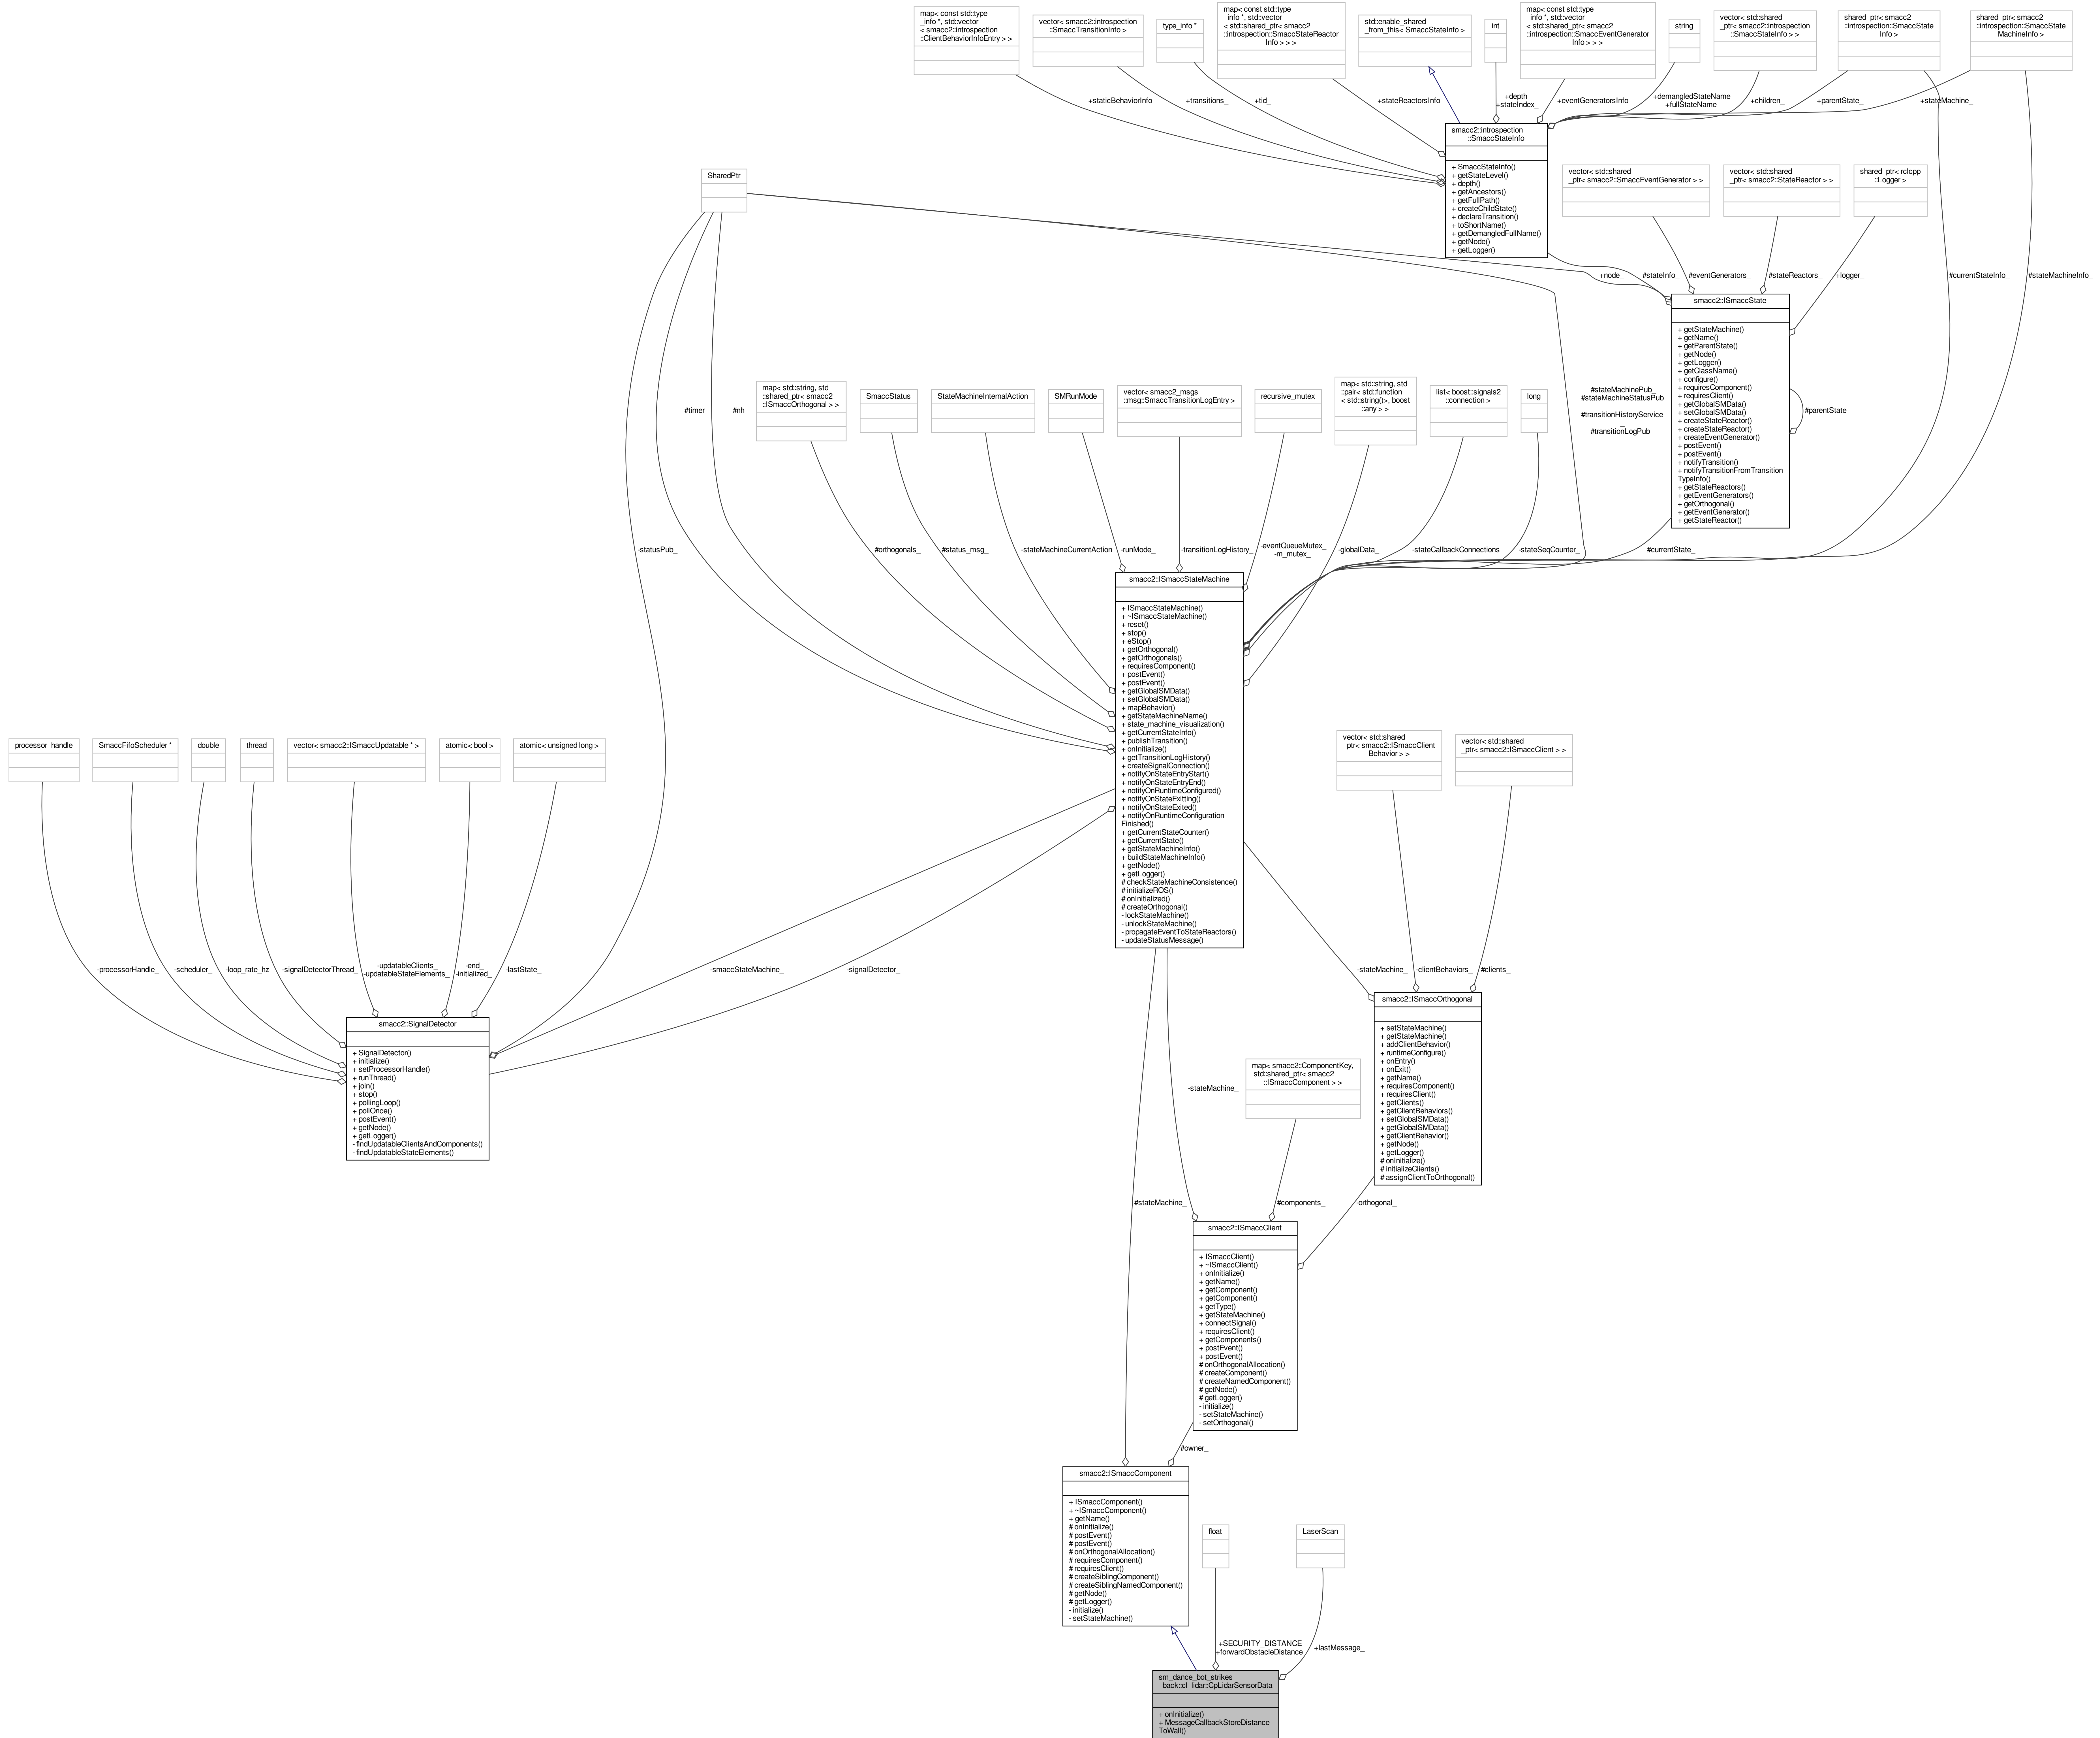 map< const std::type
_info *, std::vector
< smacc2::introspection
::ClientBehaviorInfoEntry > >
vector< smacc2::introspection
::SmaccTransitionInfo >
type_info *
map< const std::type
_info *, std::vector
< std::shared_ptr< smacc2
::introspection::SmaccStateReactor
Info > > >
std::enable_shared
_from_this< SmaccStateInfo >
int
map< const std::type
_info *, std::vector
< std::shared_ptr< smacc2
::introspection::SmaccEventGenerator
Info > > >
string
vector< std::shared
_ptr< smacc2::introspection
::SmaccStateInfo > >
shared_ptr< smacc2
::introspection::SmaccState
Info >
shared_ptr< smacc2
::introspection::SmaccState
MachineInfo >
+staticBehaviorInfo
+transitions_
+tid_
+stateReactorsInfo
+depth_
+stateIndex_
+eventGeneratorsInfo
+demangledStateName
+fullStateName
+children_
+parentState_
+stateMachine_
smacc2::introspection
::SmaccStateInfo
+ SmaccStateInfo()
+ getStateLevel()
+ depth()
+ getAncestors()
+ getFullPath()
+ createChildState()
+ declareTransition()
+ toShortName()
+ getDemangledFullName()
+ getNode()
+ getLogger()
SharedPtr
vector< std::shared
_ptr< smacc2::SmaccEventGenerator > >
vector< std::shared
_ptr< smacc2::StateReactor > >
shared_ptr< rclcpp
::Logger >
+node_
#stateInfo_
#eventGenerators_
#stateReactors_
+logger_
#currentStateInfo_
#stateMachineInfo_
smacc2::ISmaccState
+ getStateMachine()
+ getName()
+ getParentState()
+ getNode()
+ getLogger()
+ getClassName()
+ configure()
+ requiresComponent()
+ requiresClient()
+ getGlobalSMData()
+ setGlobalSMData()
+ createStateReactor()
+ createStateReactor()
+ createEventGenerator()
+ postEvent()
+ postEvent()
+ notifyTransition()
+ notifyTransitionFromTransition
TypeInfo()
+ getStateReactors()
+ getEventGenerators()
+ getOrthogonal()
+ getEventGenerator()
+ getStateReactor()
#parentState_
#timer_
#nh_
map< std::string, std
::shared_ptr< smacc2
::ISmaccOrthogonal > >
SmaccStatus
StateMachineInternalAction
SMRunMode
vector< smacc2_msgs
::msg::SmaccTransitionLogEntry >
recursive_mutex
map< std::string, std
::pair< std::function
< std::string()>, boost
::any > >
list< boost::signals2
::connection >
long
#stateMachinePub_
#stateMachineStatusPub
_
#transitionHistoryService
_
#transitionLogPub_
-statusPub_
#orthogonals_
#status_msg_
-stateMachineCurrentAction
-runMode_
-transitionLogHistory_
-eventQueueMutex_
-m_mutex_
-globalData_
-stateCallbackConnections
-stateSeqCounter_
#currentState_
smacc2::ISmaccStateMachine
+ ISmaccStateMachine()
+ ~ISmaccStateMachine()
+ reset()
+ stop()
+ eStop()
+ getOrthogonal()
+ getOrthogonals()
+ requiresComponent()
+ postEvent()
+ postEvent()
+ getGlobalSMData()
+ setGlobalSMData()
+ mapBehavior()
+ getStateMachineName()
+ state_machine_visualization()
+ getCurrentStateInfo()
+ publishTransition()
+ onInitialize()
+ getTransitionLogHistory()
+ createSignalConnection()
+ notifyOnStateEntryStart()
+ notifyOnStateEntryEnd()
+ notifyOnRuntimeConfigured()
+ notifyOnStateExitting()
+ notifyOnStateExited()
+ notifyOnRuntimeConfiguration
Finished()
+ getCurrentStateCounter()
+ getCurrentState()
+ getStateMachineInfo()
+ buildStateMachineInfo()
+ getNode()
+ getLogger()
# checkStateMachineConsistence()
# initializeROS()
# onInitialized()
# createOrthogonal()
- lockStateMachine()
- unlockStateMachine()
- propagateEventToStateReactors()
- updateStatusMessage()
processor_handle
SmaccFifoScheduler *
double
thread
vector< smacc2::ISmaccUpdatable * >
atomic< bool >
atomic< unsigned long >
vector< std::shared
_ptr< smacc2::ISmaccClient
Behavior > >
vector< std::shared
_ptr< smacc2::ISmaccClient > >
-processorHandle_
-scheduler_
-loop_rate_hz
-signalDetectorThread_
-updatableClients_
-updatableStateElements_
-end_
-initialized_
-lastState_
-smaccStateMachine_
-signalDetector_
-stateMachine_
-clientBehaviors_
#clients_
smacc2::SignalDetector
+ SignalDetector()
+ initialize()
+ setProcessorHandle()
+ runThread()
+ join()
+ stop()
+ pollingLoop()
+ pollOnce()
+ postEvent()
+ getNode()
+ getLogger()
- findUpdatableClientsAndComponents()
- findUpdatableStateElements()
smacc2::ISmaccOrthogonal
+ setStateMachine()
+ getStateMachine()
+ addClientBehavior()
+ runtimeConfigure()
+ onEntry()
+ onExit()
+ getName()
+ requiresComponent()
+ requiresClient()
+ getClients()
+ getClientBehaviors()
+ setGlobalSMData()
+ getGlobalSMData()
+ getClientBehavior()
+ getNode()
+ getLogger()
# onInitialize()
# initializeClients()
# assignClientToOrthogonal()
map< smacc2::ComponentKey,
std::shared_ptr< smacc2
::ISmaccComponent > >
-stateMachine_
#stateMachine_
#components_
-orthogonal_
smacc2::ISmaccClient
+ ISmaccClient()
+ ~ISmaccClient()
+ onInitialize()
+ getName()
+ getComponent()
+ getComponent()
+ getType()
+ getStateMachine()
+ connectSignal()
+ requiresClient()
+ getComponents()
+ postEvent()
+ postEvent()
# onOrthogonalAllocation()
# createComponent()
# createNamedComponent()
# getNode()
# getLogger()
- initialize()
- setStateMachine()
- setOrthogonal()
#owner_
smacc2::ISmaccComponent
+ ISmaccComponent()
+ ~ISmaccComponent()
+ getName()
# onInitialize()
# postEvent()
# postEvent()
# onOrthogonalAllocation()
# requiresComponent()
# requiresClient()
# createSiblingComponent()
# createSiblingNamedComponent()
# getNode()
# getLogger()
- initialize()
- setStateMachine()
float
LaserScan
+SECURITY_DISTANCE
+forwardObstacleDistance
+lastMessage_
sm_dance_bot_strikes
_back::cl_lidar::CpLidarSensorData
+ onInitialize()
+ MessageCallbackStoreDistance
ToWall()